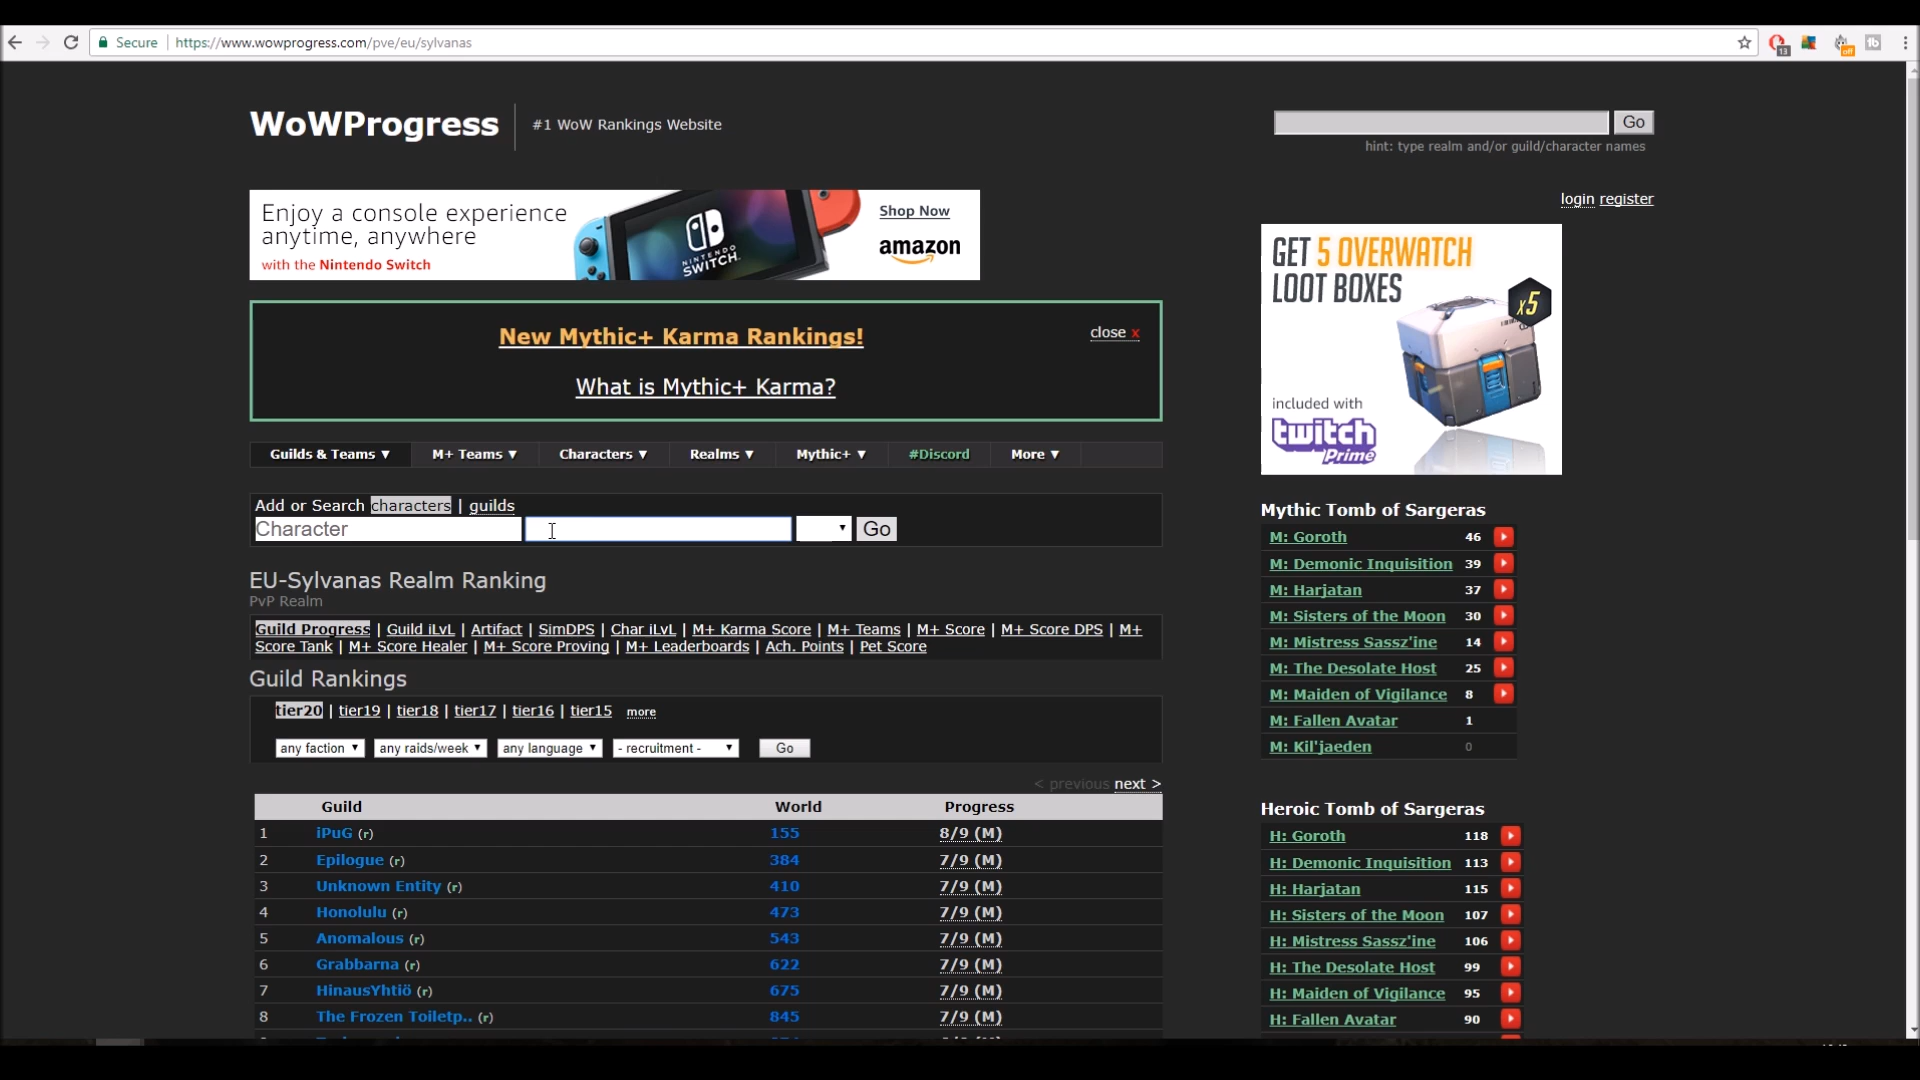 Secure | https://www.wowprogress.com/pve/eu/sylvanas
13
off
WoWProgress
#1 WoW Rankings Website
Go
hint: type realm and/or guild/character names
login register
Enjoy a console experience
anytime, anywhere
with the Nintendo Switch
NINTENDO
SWITCH
Shop Now
amazon
GET 5 OVERWATCH
LOOT BOXES
x5
included with
twitch
Prime
New Mythic+ Karma Rankings!
close x
What is Mythic+ Karma?
Guilds & Teams ▼ M+ Teams ▼ Characters ▼ Realms ▼ Mythic+ ▼ #Discord More ▼
Add or Search characters | guilds
Character Go
EU-Sylvanas Realm Ranking
PvP Realm
Guild Progress | Guild iLvL | Artifact | SimDPS | Char iLvL | M+ Karma Score | M+ Teams | M+ Score | M+ Score DPS | M+
Score Tank | M+ Score Healer | M+ Score Proving | M+ Leaderboards | Ach. Points | Pet Score
Guild Rankings
tier20 | tier19 | tier18 | tier17 | tier16 | tier15 more
any faction ▼ any raids/week ▼ any language ▼ - recruitment - ▼ Go
< previous next >
Guild World Progress
1 iPuG (r) 155 8/9 (M)
2 Epilogue (r) 384 7/9 (M)
3 Unknown Entity (r) 410 7/9 (M)
4 Honolulu (r) 473 7/9 (M)
5 Anomalous (r) 543 7/9 (M)
6 Grabbarna (r) 622 7/9 (M)
7 HinausYhtiö (r) 675 7/9 (M)
8 The Frozen Toiletp.. (r) 845 7/9 (M)
Mythic Tomb of Sargeras
M: Goroth 46
M: Demonic Inquisition 39
M: Harjatan 37
M: Sisters of the Moon 30
M: Mistress Sassz'ine 14
M: The Desolate Host 25
M: Maiden of Vigilance 8
M: Fallen Avatar 1
M: Kil'jaeden 0
Heroic Tomb of Sargeras
H: Goroth 118
H: Demonic Inquisition 113
H: Harjatan 115
H: Sisters of the Moon 107
H: Mistress Sassz'ine 106
H: The Desolate Host 99
H: Maiden of Vigilance 95
H: Fallen Avatar 90